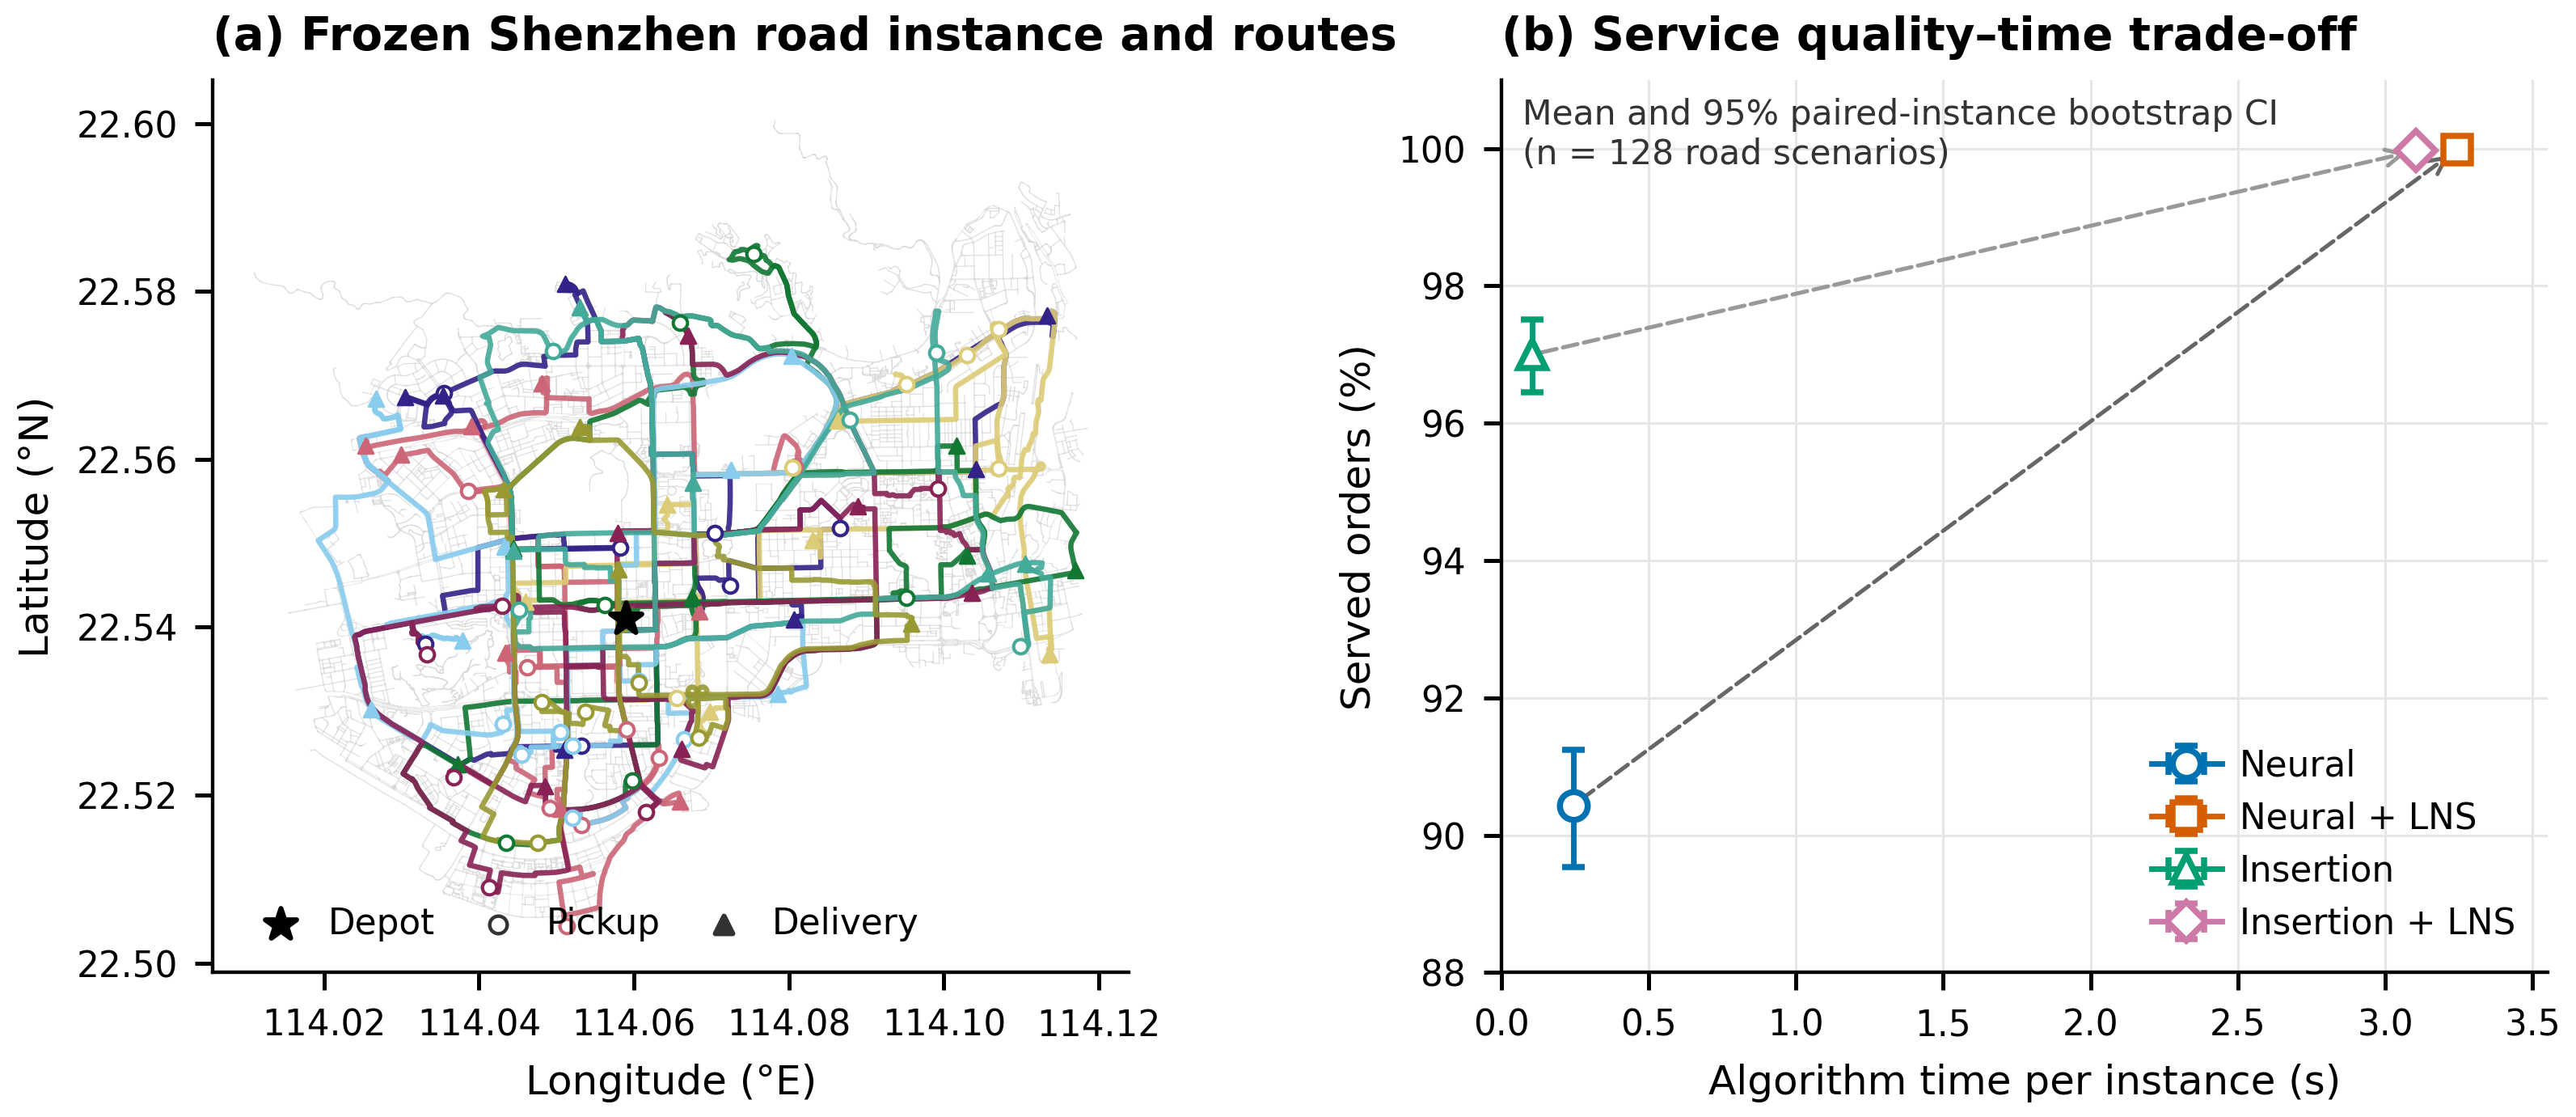 (a) Frozen Shenzhen road instance and routes
22.60
22.58
22.56
22.54
22.52
22.50
Latitude (°N)
Depot
Pickup
Delivery
114.02 114.04 114.06 114.08 114.10 114.12
Longitude (°E)
(b) Service quality–time trade-off
Mean and 95% paired-instance bootstrap CI
(n = 128 road scenarios)
100
98
96
94
92
90
88
Served orders (%)
Neural
Neural + LNS
Insertion
Insertion + LNS
0.0 0.5 1.0 1.5 2.0 2.5 3.0 3.5
Algorithm time per instance (s)